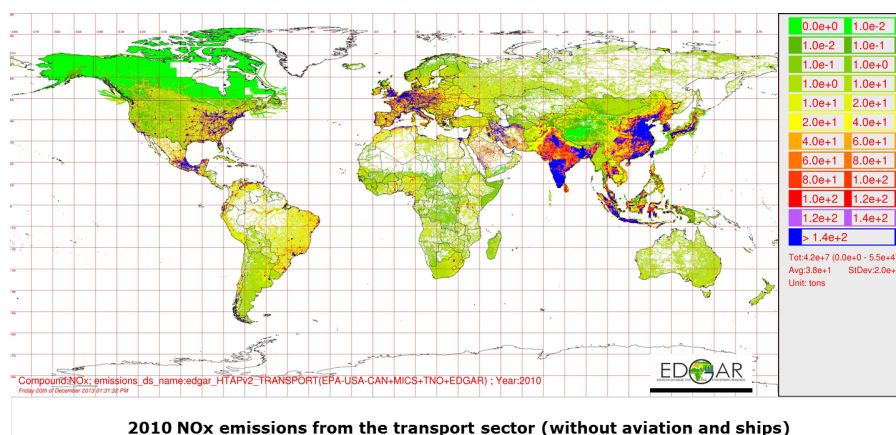 0.0e+0 1.0e-2
1.0e-2 1.0e-1
1.0e-1 1.0e+0
1.0e+0 1.0e+1
1.0e+1 2.0e+1
2.0e+1 4.0e+1
4.0e+1 6.0e+1
6.0e+1 8.0e+1
8.0e+1 1.0e+2
1.0e+2 1.2e+2
1.2e+2 1.4e+2
> 1.4e+2
Tot:4.2e+7 (0.0e+0 - 5.5e+4
Avg:3.8e+1 StDev:2.0e+
Unit: tons
EDGAR
Compound:NOx; emissions_ds_name:edgar_HTAPv2_TRANSPORT(EPA-USA-CAN+MICS+TNO+EDGAR) ; Year:2010
Friday 20th of December 2013 01:31:32 PM
2010 NOx emissions from the transport sector (without aviation and ships)